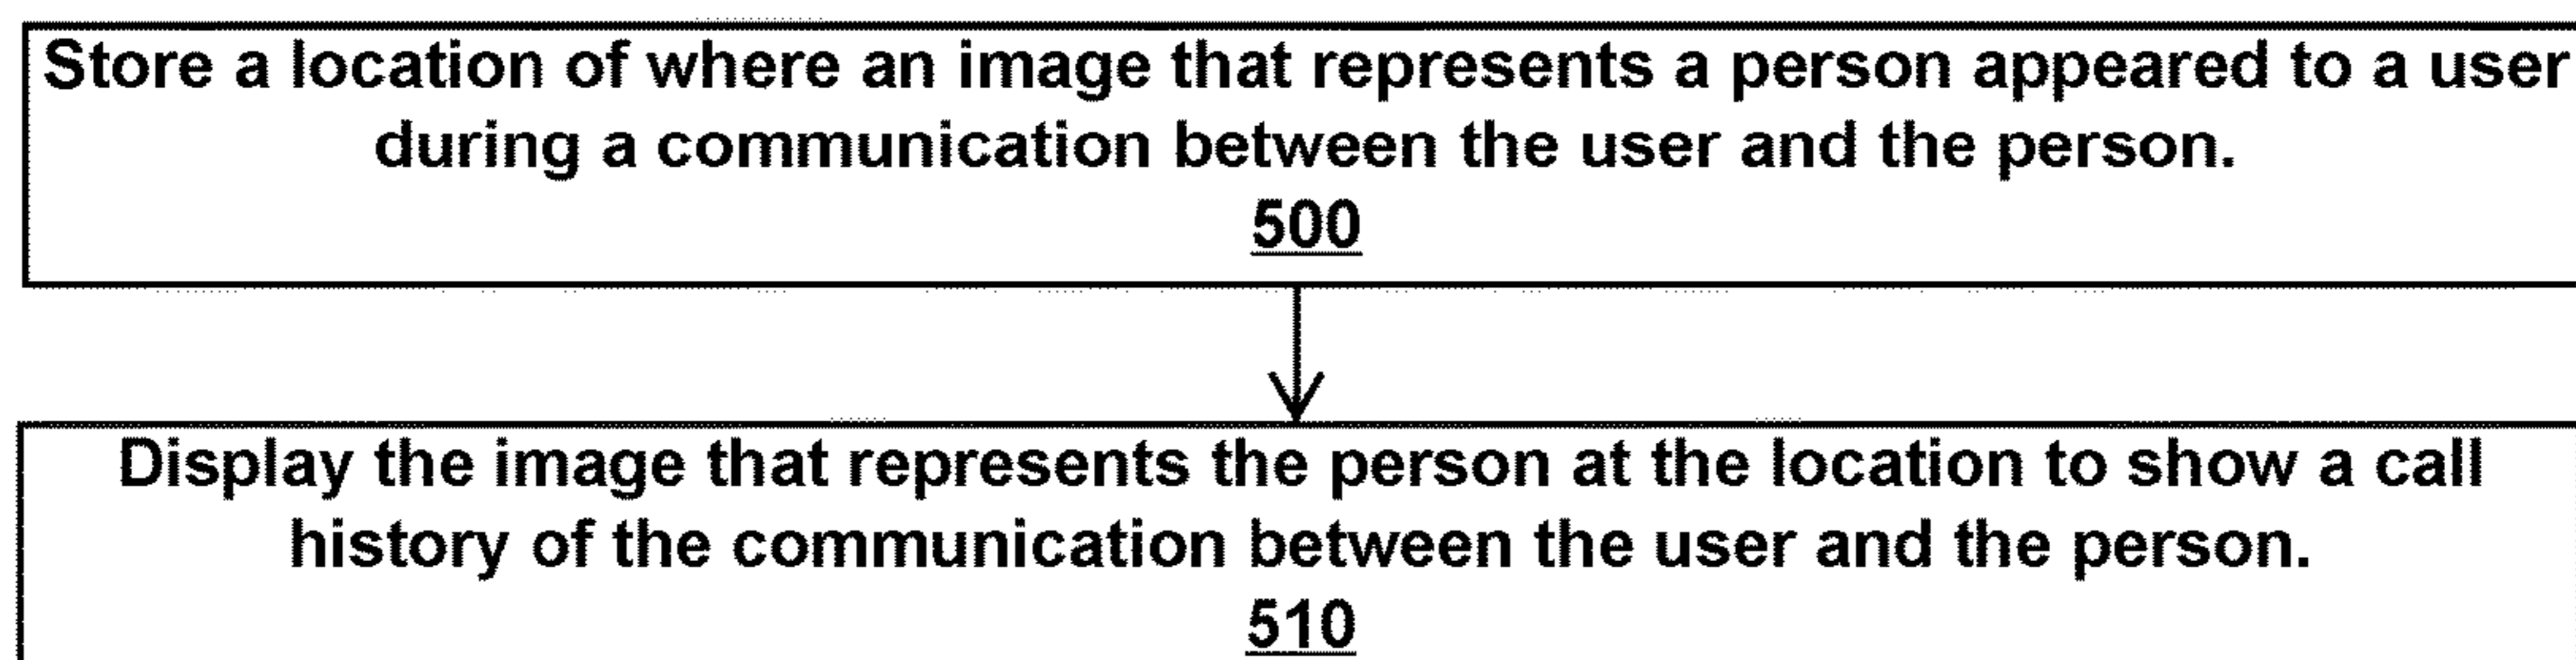 Store a location of where an image that represents a person appeared to a user
during a communication between the user and the person.
500
Display the image that represents the person at the location to show a call
history of the communication between the user and the person.
510